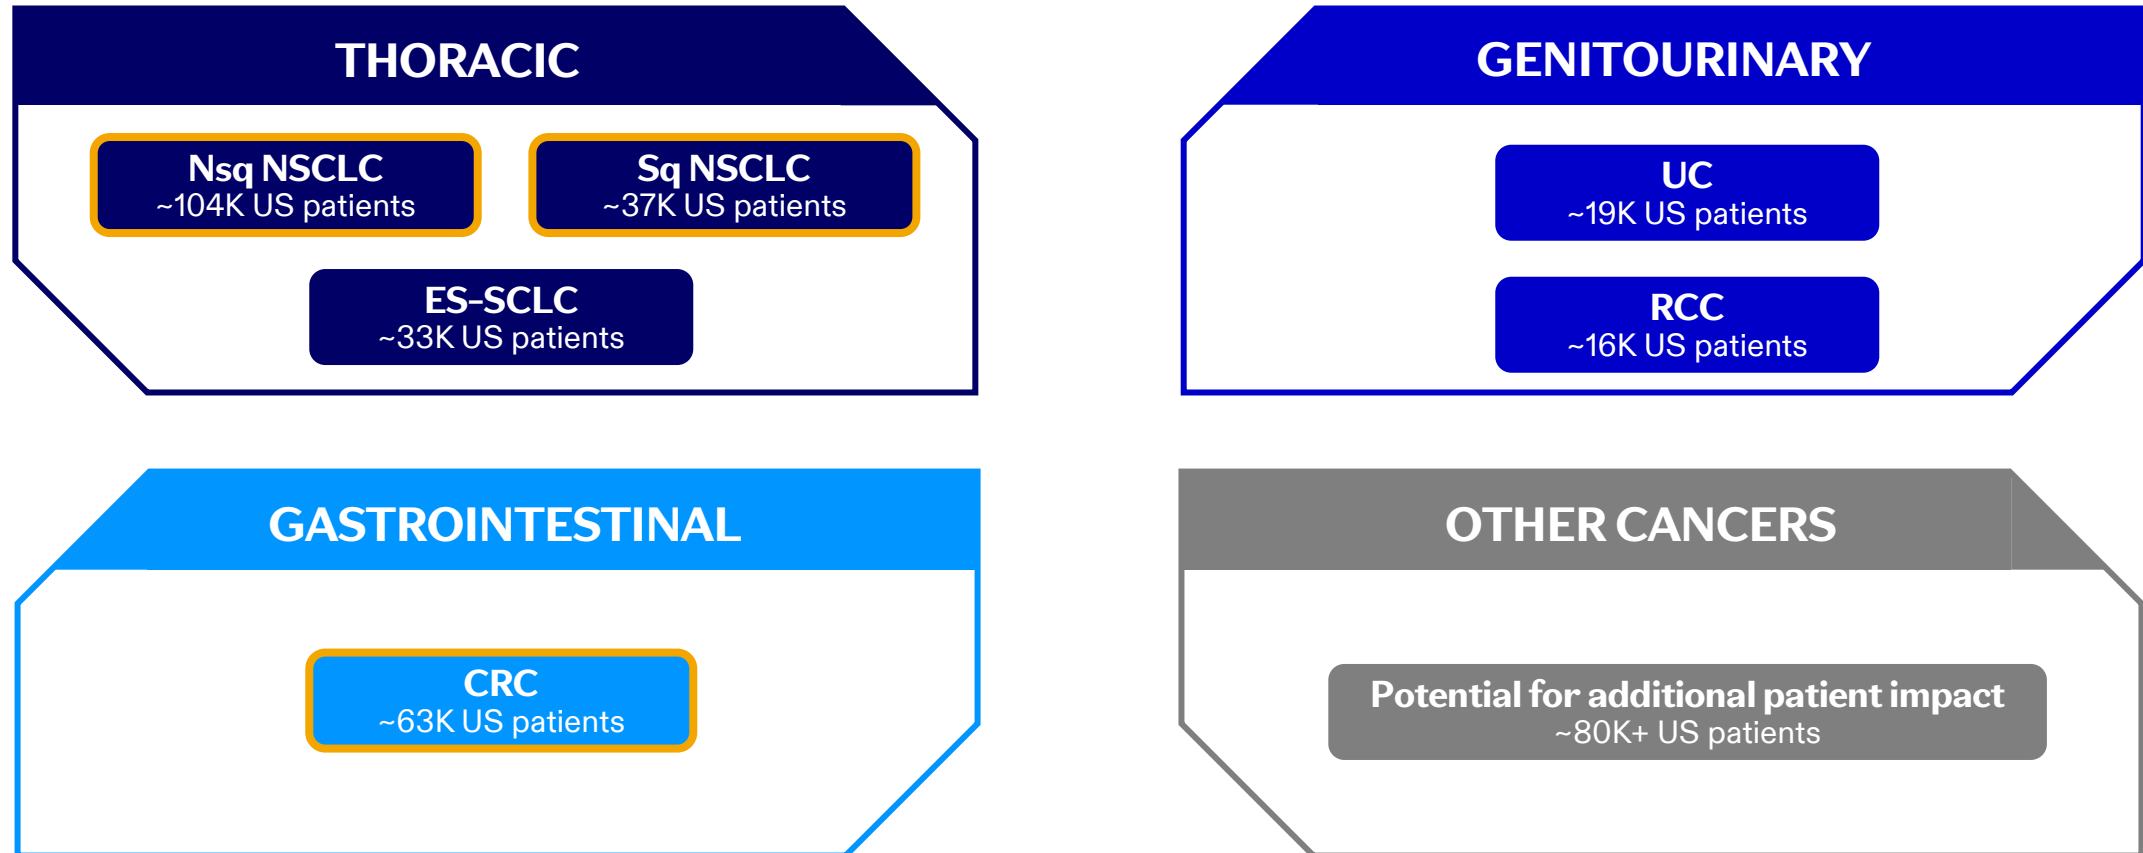 THORACIC
Nsq NSCLC
~104K US patients
Sq NSCLC
~37K US patients
ES-SCLC
~33K US patients
GENITOURINARY
UC
~19K US patients
RCC
~16K US patients
GASTROINTESTINAL
CRC
~63K US patients
OTHER CANCERS
Potential for additional patient impact
~80K+ US patients